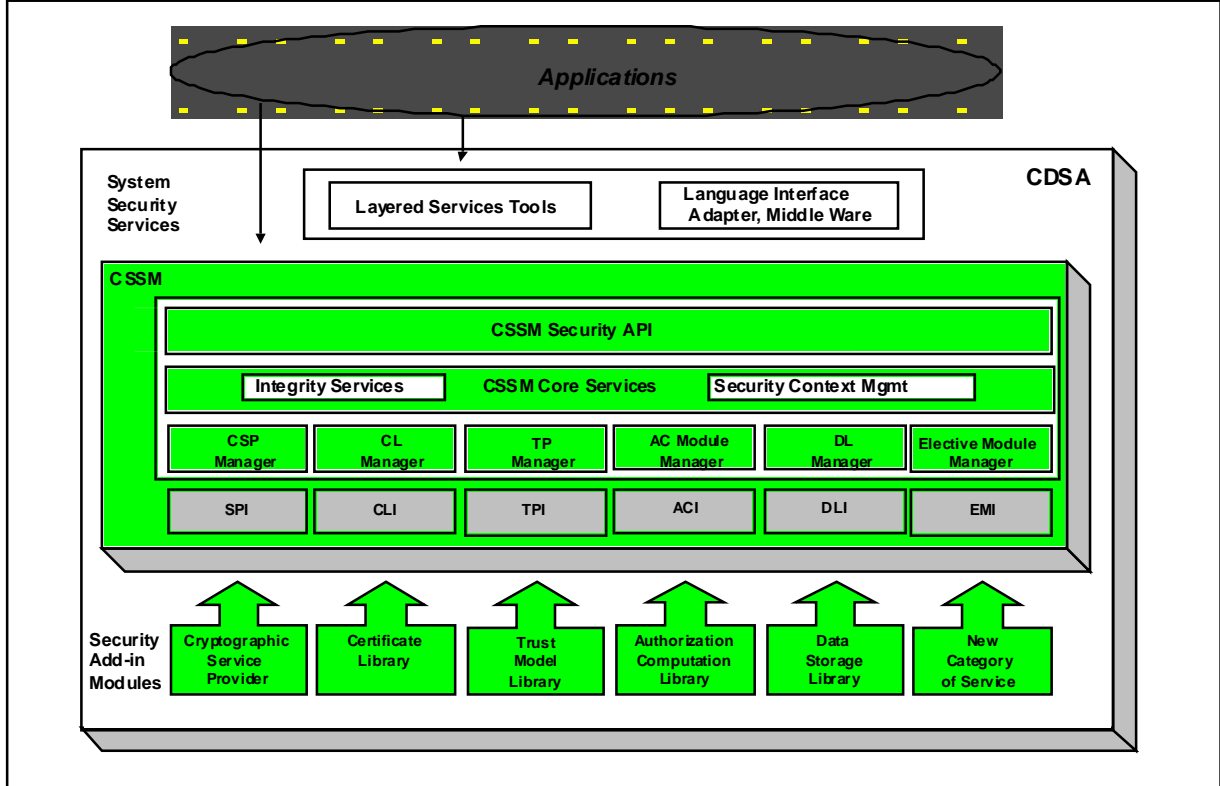 Applications
CDSA
System
Security
Services
Layered Services Tools
Language Interface
Adapter, Middle Ware
CSSM
CSSM Security API
Integrity Services
CSSM Core Services
Security Context Mgmt
CSP
Manager
CL
Manager
TP
Manager
AC Module
Manager
DL
Manager
Elective Module
Manager
SPI
CLI
TPI
ACI
DLI
EMI
Security
Add-in
Modules
Cryptographic
Service
Provider
Certificate
Library
Trust
Model
Library
Authorization
Computation
Library
Data
Storage
Library
New
Category
of Service